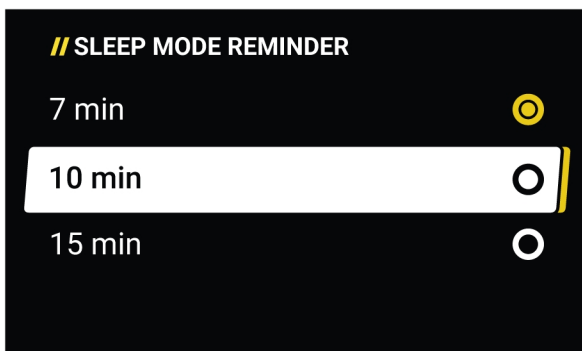 // SLEEP MODE REMINDER
7 min
10 min
15 min